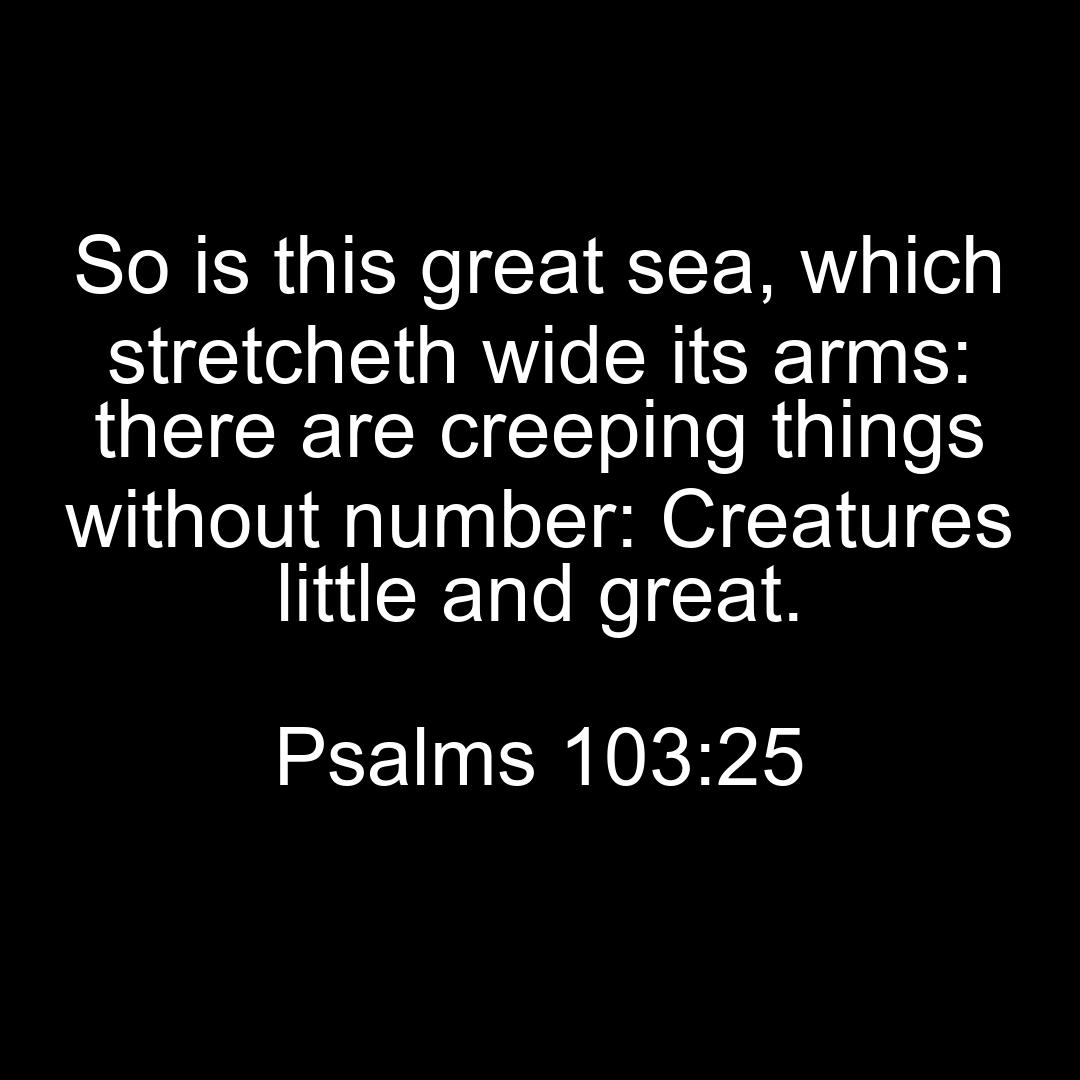 So is this great sea, which
stretcheth wide its arms:
there are creeping things
without number: Creatures
little and great.
Psalms 103:25